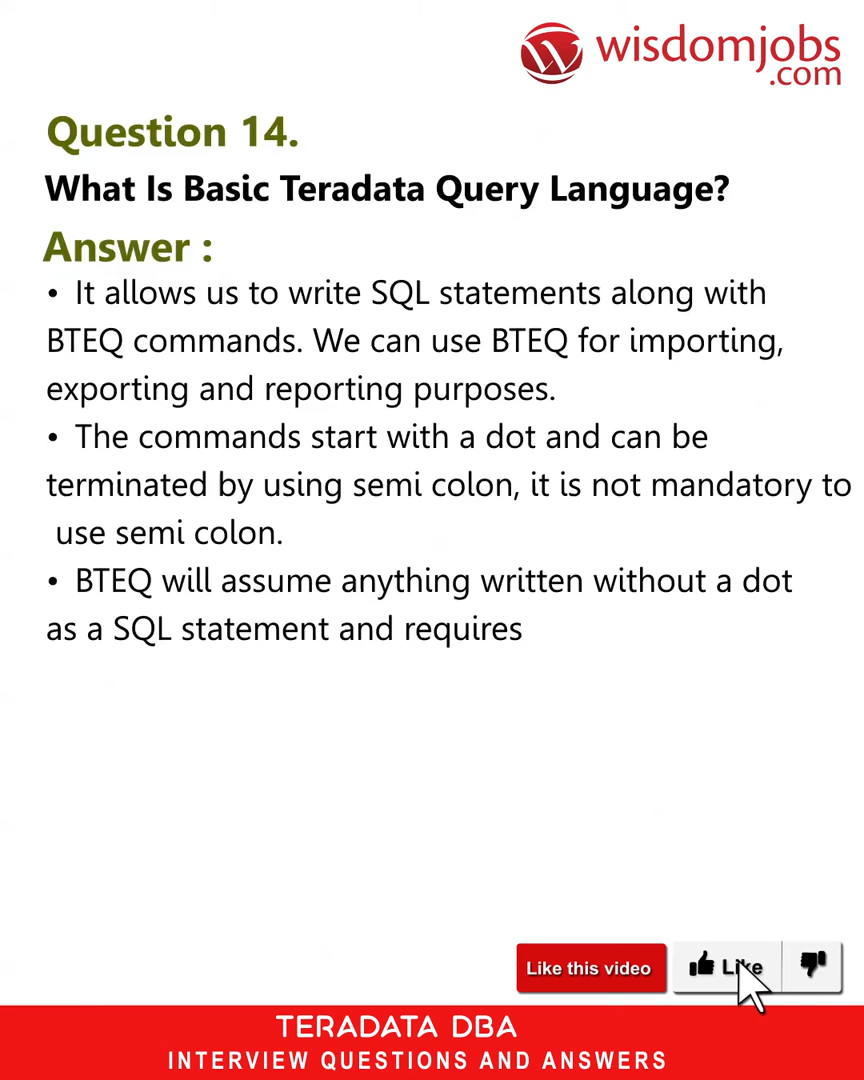 wisdomjobs
.com
Question 14.
What Is Basic Teradata Query Language?
Answer :
• It allows us to write SQL statements along with
BTEQ commands. We can use BTEQ for importing,
exporting and reporting purposes.
• The commands start with a dot and can be
terminated by using semi colon, it is not mandatory to
use semi colon.
• BTEQ will assume anything written without a dot
as a SQL statement and requires
Like this video Like
TERADATA DBA
INTERVIEW QUESTIONS AND ANSWERS